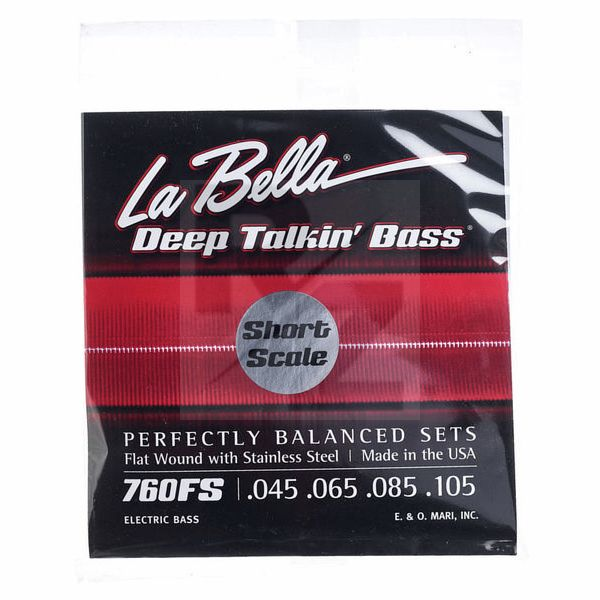 La Bella®
Deep Talkin' Bass®
Short
Scale
PERFECTLY BALANCED SETS
Flat Wound with Stainless Steel | Made in the USA
760FS | .045 .065 .085 .105
ELECTRIC BASS
E. & O. MARI, INC.